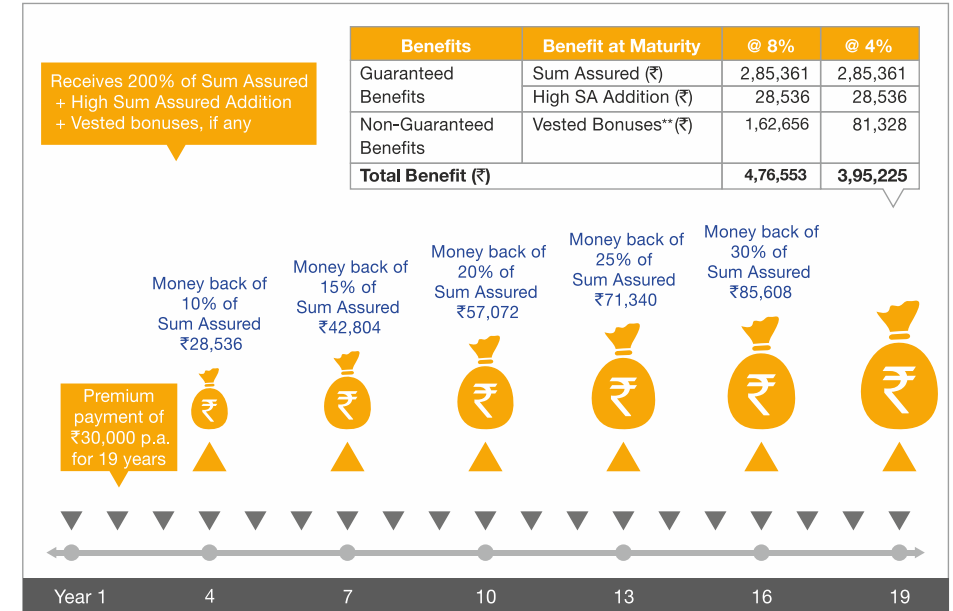 Receives 200% of Sum Assured
+ High Sum Assured Addition
+ Vested bonuses, if any
Benefits Benefit at Maturity @ 8% @ 4%
Guaranteed Sum Assured (₹) 2,85,361 2,85,361
Benefits High SA Addition (₹) 28,536 28,536
Non-Guaranteed Vested Bonuses**(₹) 1,62,656 81,328
Benefits
Total Benefit (₹) 4,76,553 3,95,225
Money back of
10% of
Sum Assured
₹28,536
Money back of
15% of
Sum Assured
₹42,804
Money back of
20% of
Sum Assured
₹57,072
Money back of
25% of
Sum Assured
₹71,340
Money back of
30% of
Sum Assured
₹85,608
₹ ₹ ₹ ₹ ₹ ₹
Premium
payment of
₹30,000 p.a.
for 19 years
Year 1 4 7 10 13 16 19